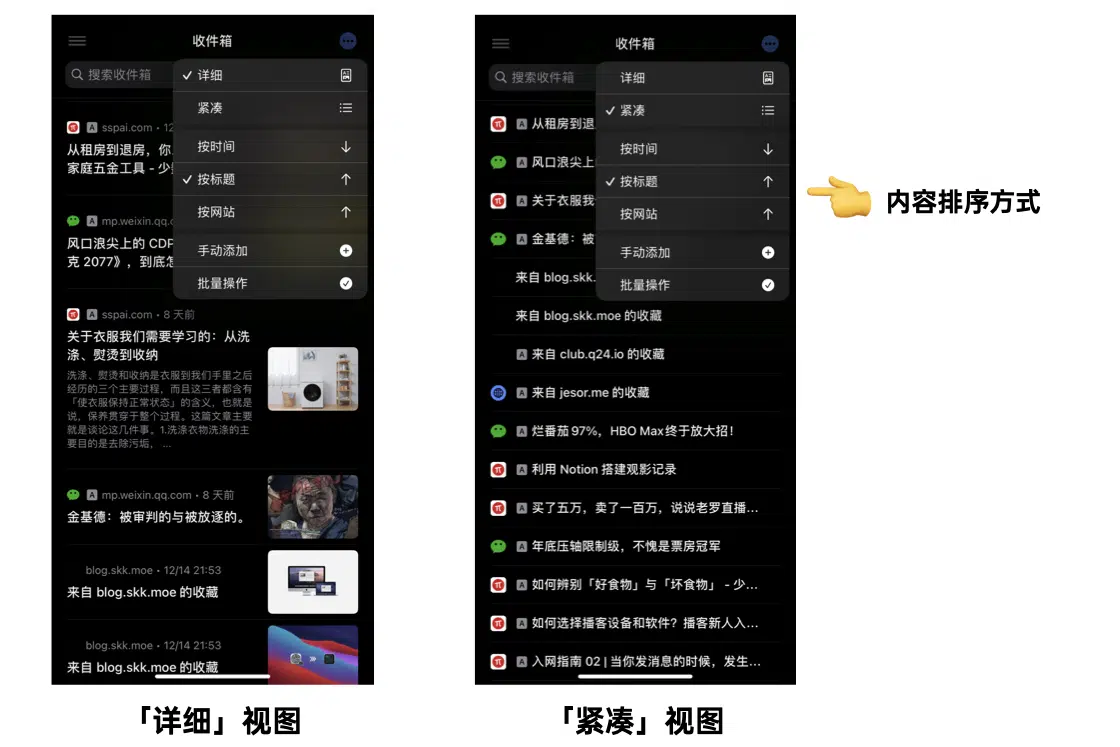 收件箱
搜索收件箱
详细
紧凑
按时间
按标题
按网站
手动添加
批量操作
A sspai.com • 12
从租房到退房，你
家庭五金工具 - 少
A mp.weixin.qq.c
风口浪尖上的 CDP
克 2077》，到底怎
A sspai.com • 8 天前
关于衣服我们需要学习的：从洗
涤、熨烫到收纳
洗涤、熨烫和收纳是衣服到我们手里之后
经历的三个主要过程，而且这三者都含有
「使衣服保持正常状态」的含义，也就是
说，保养贯穿于整个过程。这篇文章主要
就是谈论这几件事。1.洗涤衣物洗涤的主
要目的是去除污垢， ...
A mp.weixin.qq.com • 8 天前
金基德：被审判的与被放逐的。
blog.skk.moe • 12/14 21:53
来自 blog.skk.moe 的收藏
blog.skk.moe • 12/14 21:53
来自 blog.skk.moe 的收藏
「详细」视图
收件箱
搜索收件箱
详细
紧凑
按时间
按标题
按网站
手动添加
批量操作
A 从租房到退
A 风口浪尖上
A 关于衣服我
A 金基德：被
来自 blog.skk.
来自 blog.skk.moe 的收藏
A 来自 club.q24.io 的收藏
A 来自 jesor.me 的收藏
A 烂番茄 97%，HBO Max终于放大招！
A 利用 Notion 搭建观影记录
A 买了五万，卖了一百万，说说老罗直播...
A 年底压轴限制级，不愧是票房冠军
A 如何辨别「好食物」与「坏食物」 - 少...
A 如何选择播客设备和软件？播客新人入...
A 入网指南 02 | 当你发消息的时候，发生...
「紧凑」视图
内容排序方式